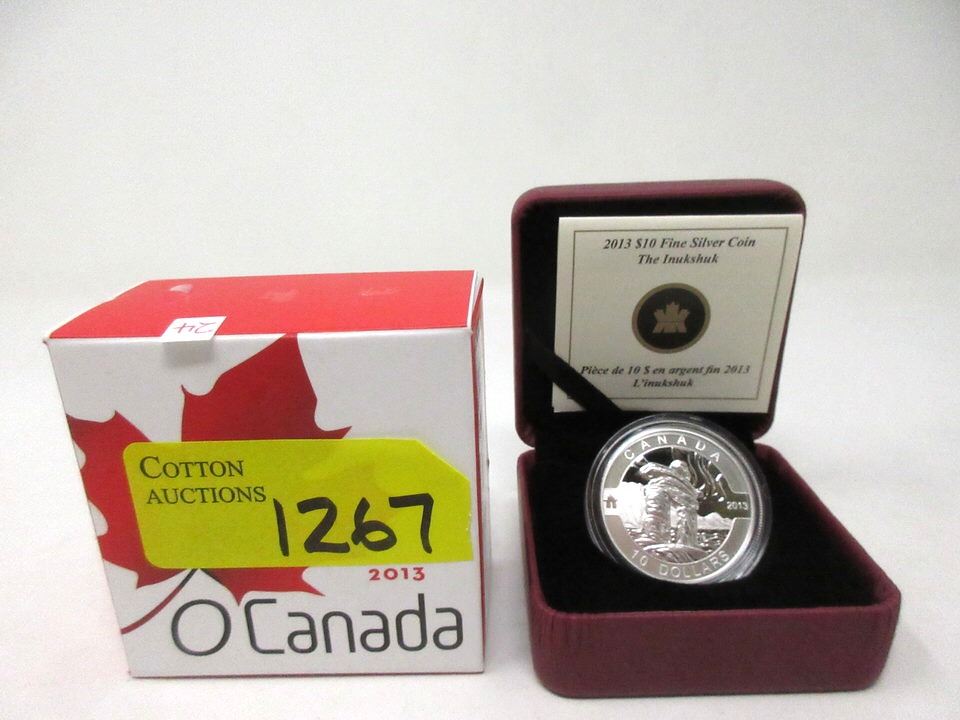 24
COTTON
AUCTIONS
1267
2013
O Canada
2013 $10 Fine Silver Coin
The Inukshuk
Pièce de 10 $ en argent fin 2013
L'inukshuk
CANADA
2013
10 DOLLARS